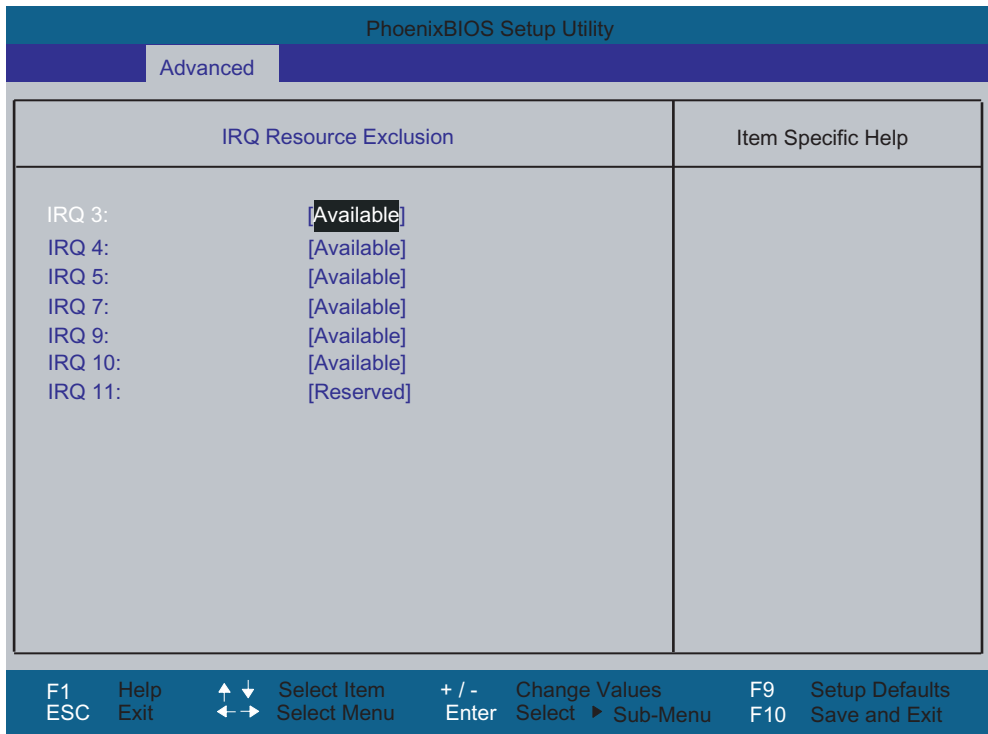 PhoenixBIOS Setup Utility
Advanced
IRQ Resource Exclusion
Item Specific Help
IRQ 3: [Available]
IRQ 4: [Available]
IRQ 5: [Available]
IRQ 7: [Available]
IRQ 9: [Available]
IRQ 10: [Available]
IRQ 11: [Reserved]
F1 Help Select Item + / - Change Values F9 Setup Defaults
ESC Exit Select Menu Enter Select Sub-Menu F10 Save and Exit